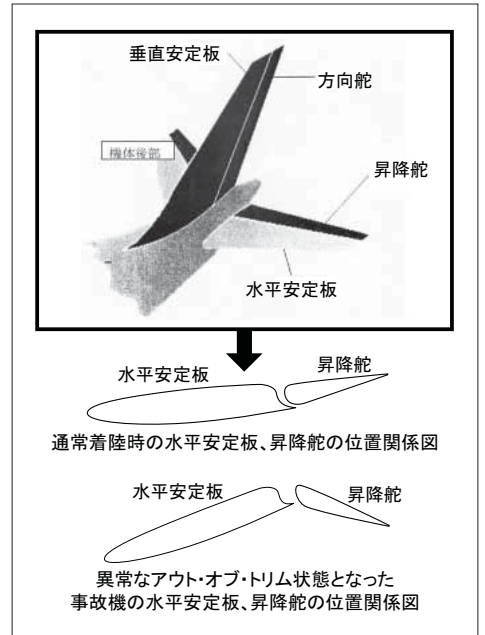 垂直安定板
方向舵
機体後部
昇降舵
水平安定板
水平安定板
昇降舵
通常着陸時の水平安定板、昇降舵の位置関係図
水平安定板
昇降舵
異常なアウト・オブ・トリム状態となった
事故機の水平安定板、昇降舵の位置関係図